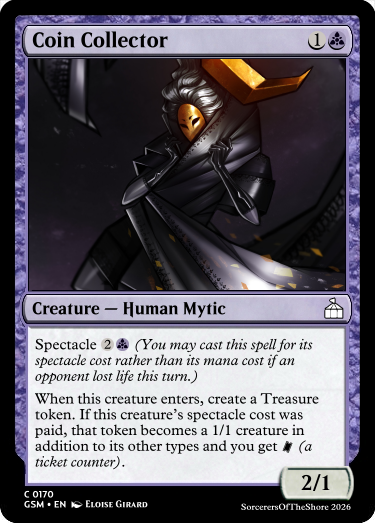 Coin Collector 1
Creature — Human Mytic
Spectacle 2 (You may cast this spell for its
spectacle cost rather than its mana cost if an
opponent lost life this turn.)
When this creature enters, create a Treasure
token. If this creature's spectacle cost was
paid, that token becomes a 1/1 creature in
addition to its other types and you get (a
ticket counter).
2/1
C 0170
GSM • EN Eloise Girard
SorcerersOfTheShore 2026